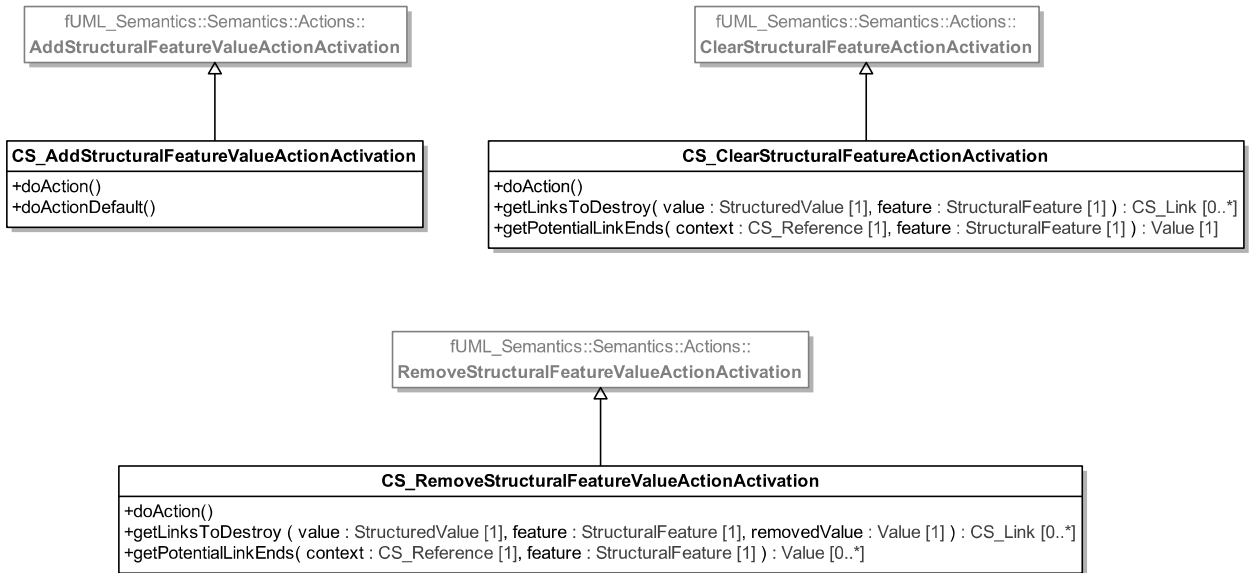 fUML_Semantics::Semantics::Actions::
AddStructuralFeatureValueActionActivation
CS_AddStructuralFeatureValueActionActivation
+doAction()
+doActionDefault()
fUML_Semantics::Semantics::Actions::
ClearStructuralFeatureActionActivation
CS_ClearStructuralFeatureActionActivation
+doAction()
+getLinksToDestroy( value : StructuredValue [1], feature : StructuralFeature [1] ) : CS_Link [0..*]
+getPotentialLinkEnds( context : CS_Reference [1], feature : StructuralFeature [1] ) : Value [1]
fUML_Semantics::Semantics::Actions::
RemoveStructuralFeatureValueActionActivation
CS_RemoveStructuralFeatureValueActionActivation
+doAction()
+getLinksToDestroy ( value : StructuredValue [1], feature : StructuralFeature [1], removedValue : Value [1] ) : CS_Link [0..*]
+getPotentialLinkEnds( context : CS_Reference [1], feature : StructuralFeature [1] ) : Value [0..*]